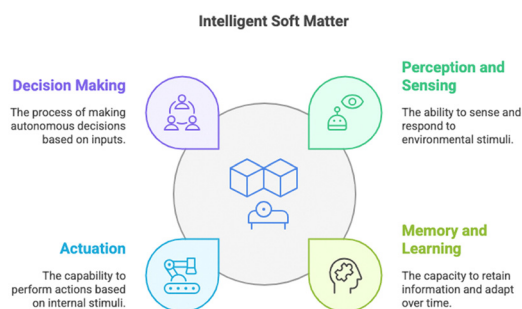 Intelligent Soft Matter
Decision Making
The process of making
autonomous decisions
based on inputs.
Perception and
Sensing
The ability to sense and
respond to
environmental stimuli.
Actuation
The capability to
perform actions based
on internal stimuli.
Memory and
Learning
The capacity to retain
information and adapt
over time.